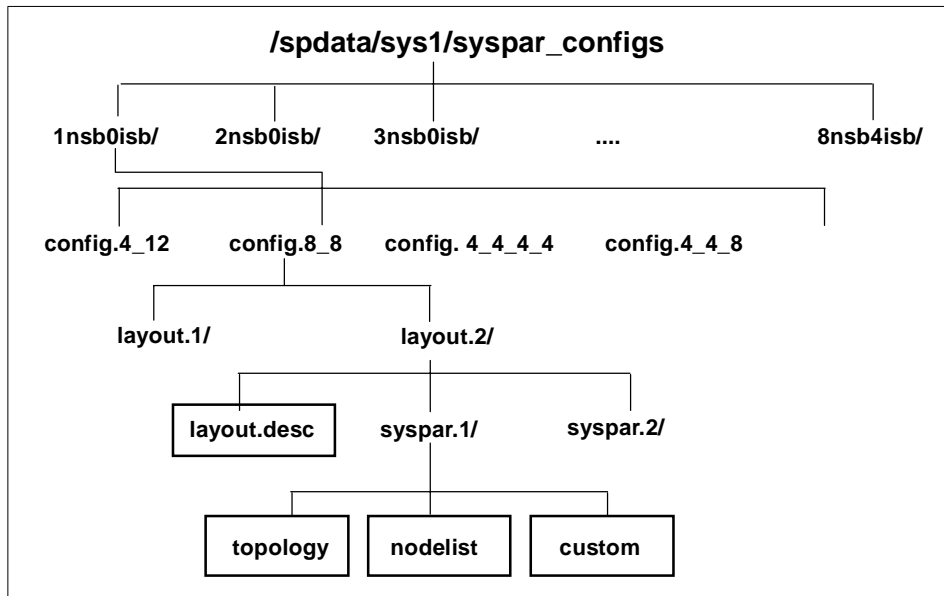 /spdata/sys1/syspar_configs
1nsb0isb/ 2nsb0isb/ 3nsb0isb/ .... 8nsb4isb/
config.4_12 config.8_8 config. 4_4_4_4 config.4_4_8
layout.1/ layout.2/
layout.desc syspar.1/ syspar.2/
topology nodelist custom